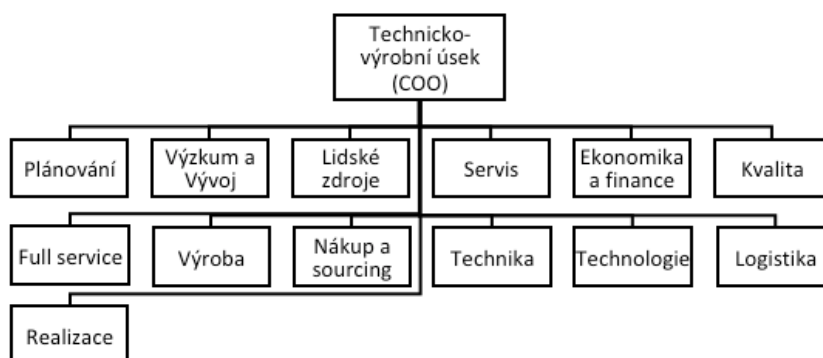 Technicko-
výrobní úsek
(COO)
Plánování
Výzkum a
Vývoj
Lidské
zdroje
Servis
Ekonomika
a finance
Kvalita
Full service
Výroba
Nákup a
sourcing
Technika
Technologie
Logistika
Realizace